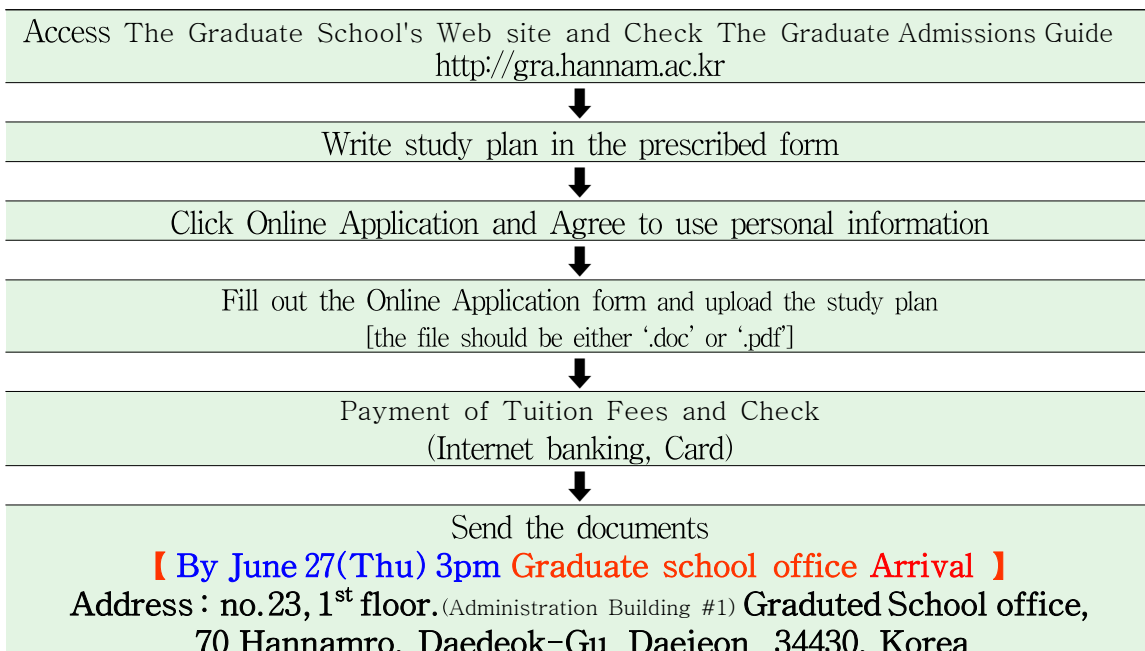 Access The Graduate School's Web site and Check The Graduate Admissions Guide
http://gra.hannam.ac.kr
Write study plan in the prescribed form
Click Online Application and Agree to use personal information
Fill out the Online Application form and upload the study plan
[the file should be either ‘.doc’ or ‘.pdf’]
Payment of Tuition Fees and Check
(Internet banking, Card)
Send the documents
【 By June 27(Thu) 3pm Graduate school office Arrival 】
Address : no.23, 1st floor.(Administration Building #1) Graduted School office,
70 Hannamro, Daedeok-Gu, Daejeon, 34430, Korea